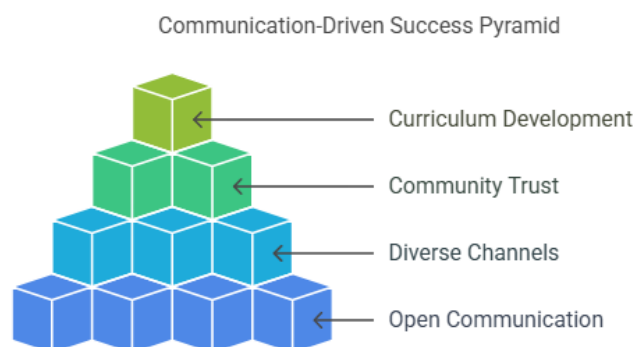 Communication-Driven Success Pyramid
Curriculum Development
Community Trust
Diverse Channels
Open Communication